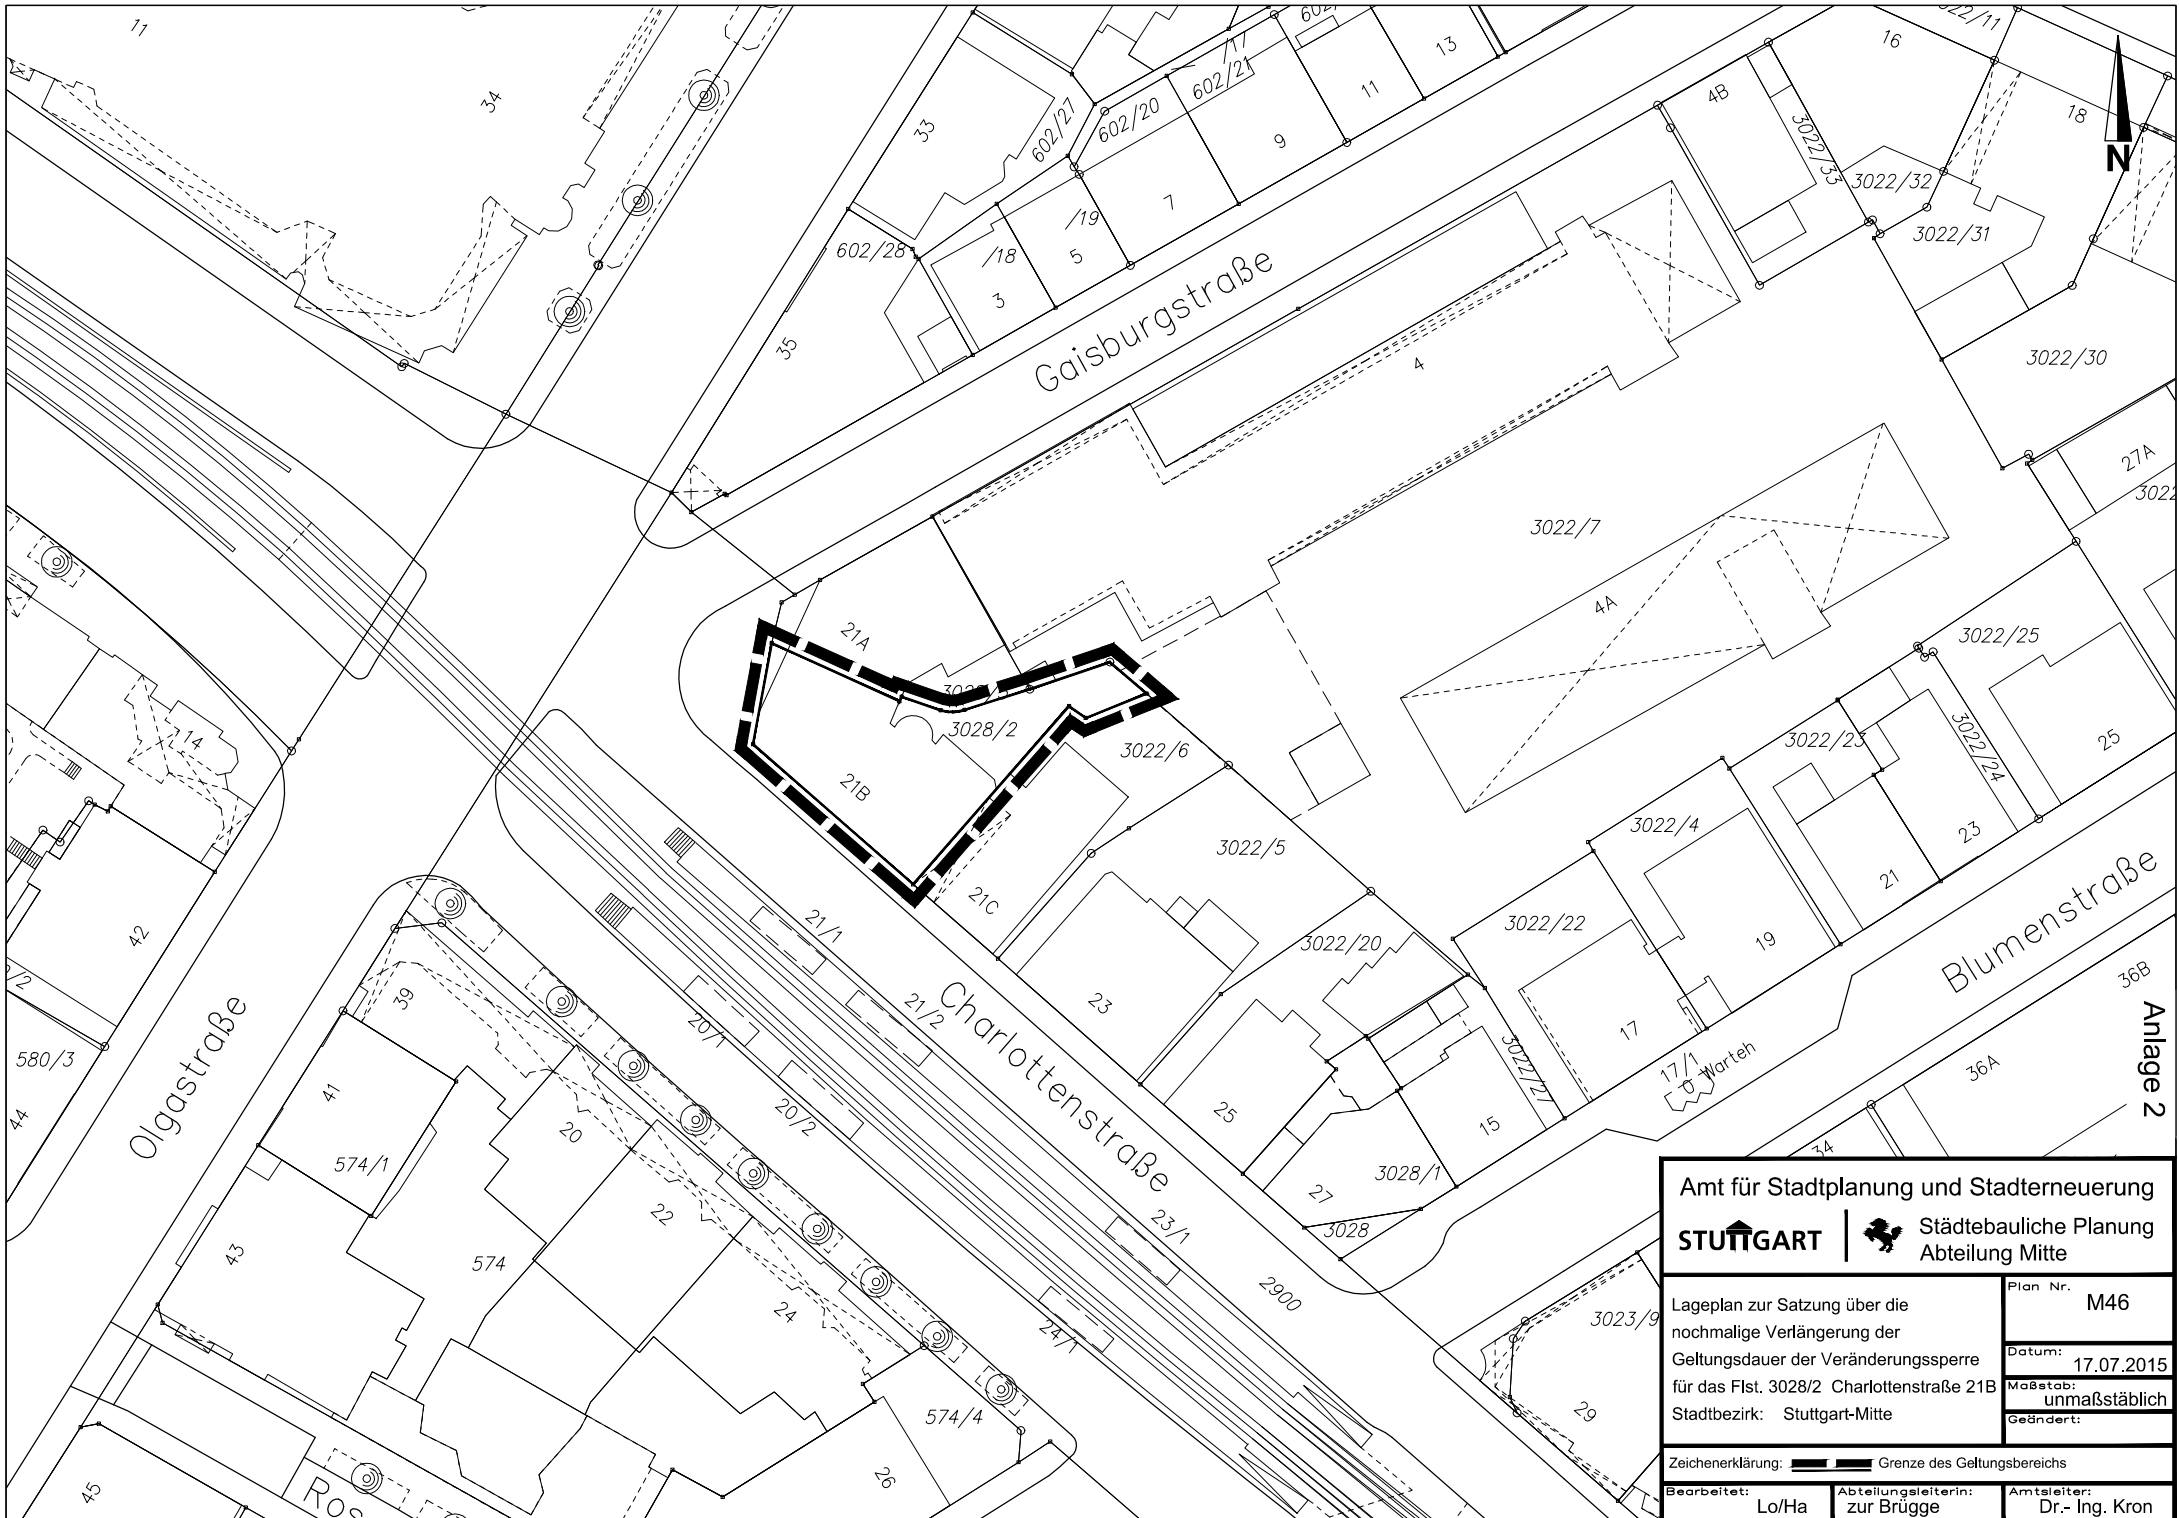 11
34
33
602/27
602/20
602/21
11
13
9
7
/19
5
/18
3
602/28
35
Gaisburgstraße
16
4B
18
N
3022/33
3022/32
3022/31
3022/30
27A
4
3022/7
4A
3022/25
3022/24
25
3022/23
23
21
3022/4
19
3022/22
17
17/1
Warteh
Blumenstraße
36B
36A
34
Anlage 2
21A
3028/2
21B
3022/6
21C
3022/5
3022/20
23
25
3022/27
15
3028/1
27
3028
14
42
580/3
44
Olgastraße
39
41
574/1
43
45
20
22
574
24
574/4
26
21/1
21/2
20/1
20/2
23/1
24/1
2900
Charlottenstraße
3023/9
29
Amt für Stadtplanung und Stadterneuerung
STUTTGART
Städtebauliche Planung
Abteilung Mitte
Lageplan zur Satzung über die
nochmalige Verlängerung der
Geltungsdauer der Veränderungssperre
für das Flst. 3028/2 Charlottenstraße 21B
Stadtbezirk: Stuttgart-Mitte
Plan Nr.
M46
Datum:
17.07.2015
Maßstab:
unmaßstäblich
Geändert:
Zeichenerklärung: Grenze des Geltungsbereichs
Bearbeitet:
Lo/Ha
Abteilungsleiterin:
zur Brügge
Amtsleiter:
Dr.- Ing. Kron